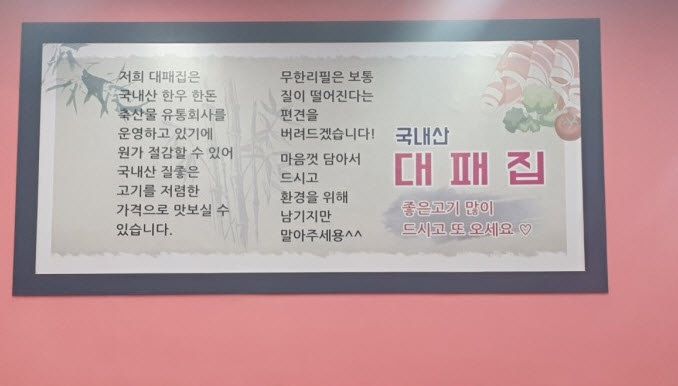 저희 대패집은
국내산 한우 한돈
축산물 유통회사를
운영하고 있기에
원가 절감할 수 있어
국내산 질좋은
고기를 저렴한
가격으로 맛보실 수
있습니다.
무한리필은 보통
질이 떨어진다는
편견을
버려드겠습니다!
마음껏 담아서
드시고
환경을 위해
남기지만
말아주세용^^
국내산
대패집
좋은고기 많이
드시고 또 오세요 ♡